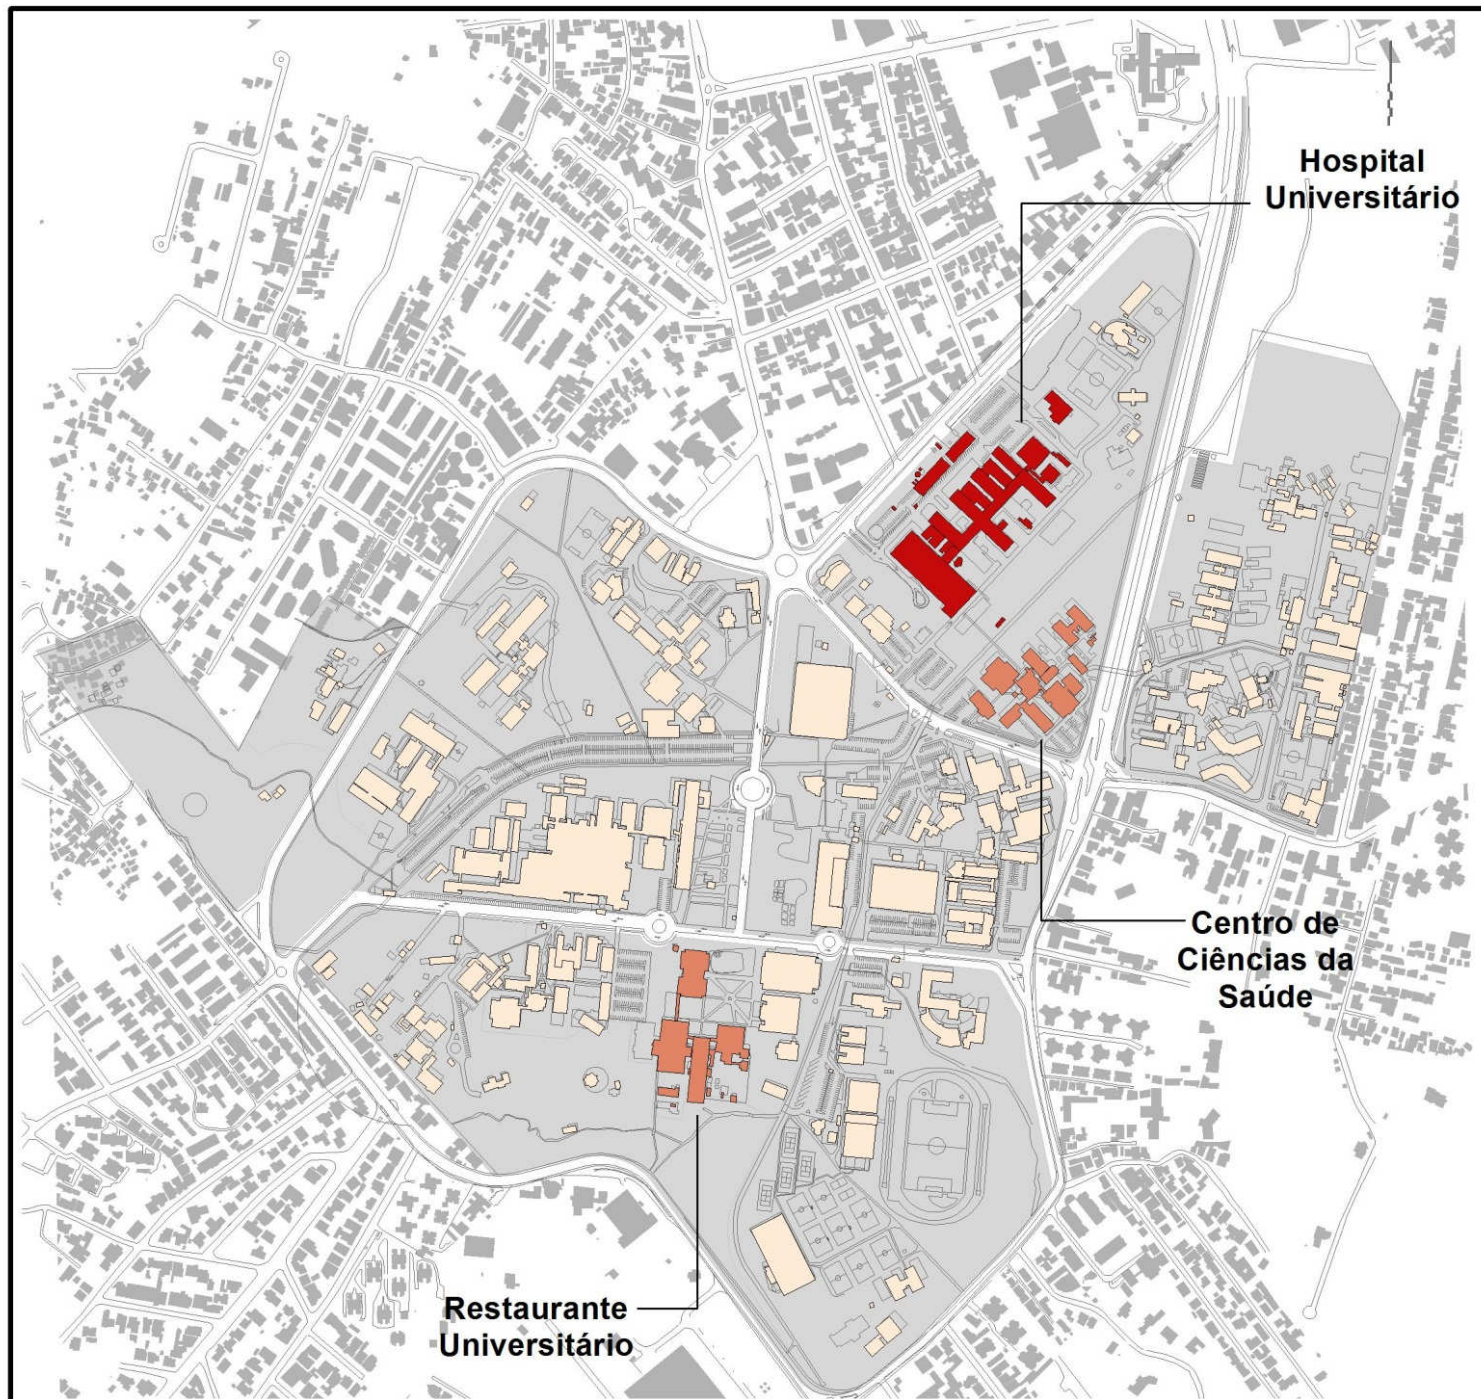 Hospital
Universitário
Centro de
Ciências da
Saúde
Restaurante
Universitário